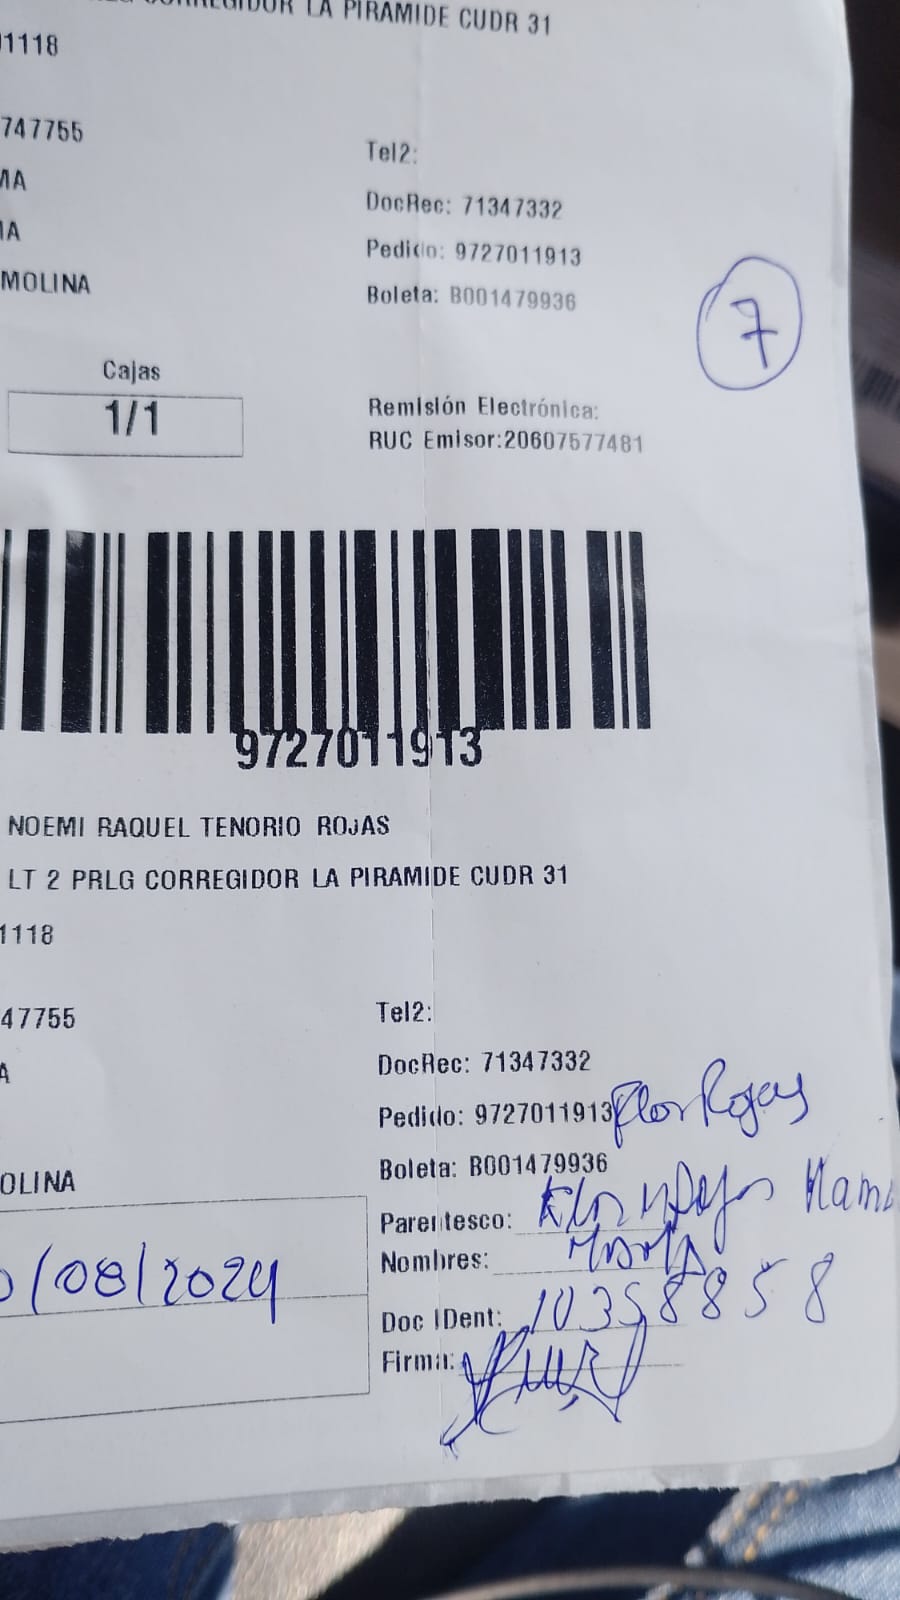 CORREGIDOR LA PIRAMIDE CUDR 31
1118
747755
Tel2:
MA
DocRec: 71347332
MA
Pedido: 9727011913
MOLINA
Boleta: B001479936
7
Cajas
1/1
Remisión Electrónica:
RUC Emisor:20607577481
9727011913
NOEMI RAQUEL TENORIO ROJAS
LT 2 PRLG CORREGIDOR LA PIRAMIDE CUDR 31
1118
47755
Tel2:
A
DocRec: 71347332
Pedido: 9727011913 Flor Rojas
OLINA
Boleta: B001479936
Parentesco:
Nombres:
/08/2024
Doc IDent: 10358858
Firma: